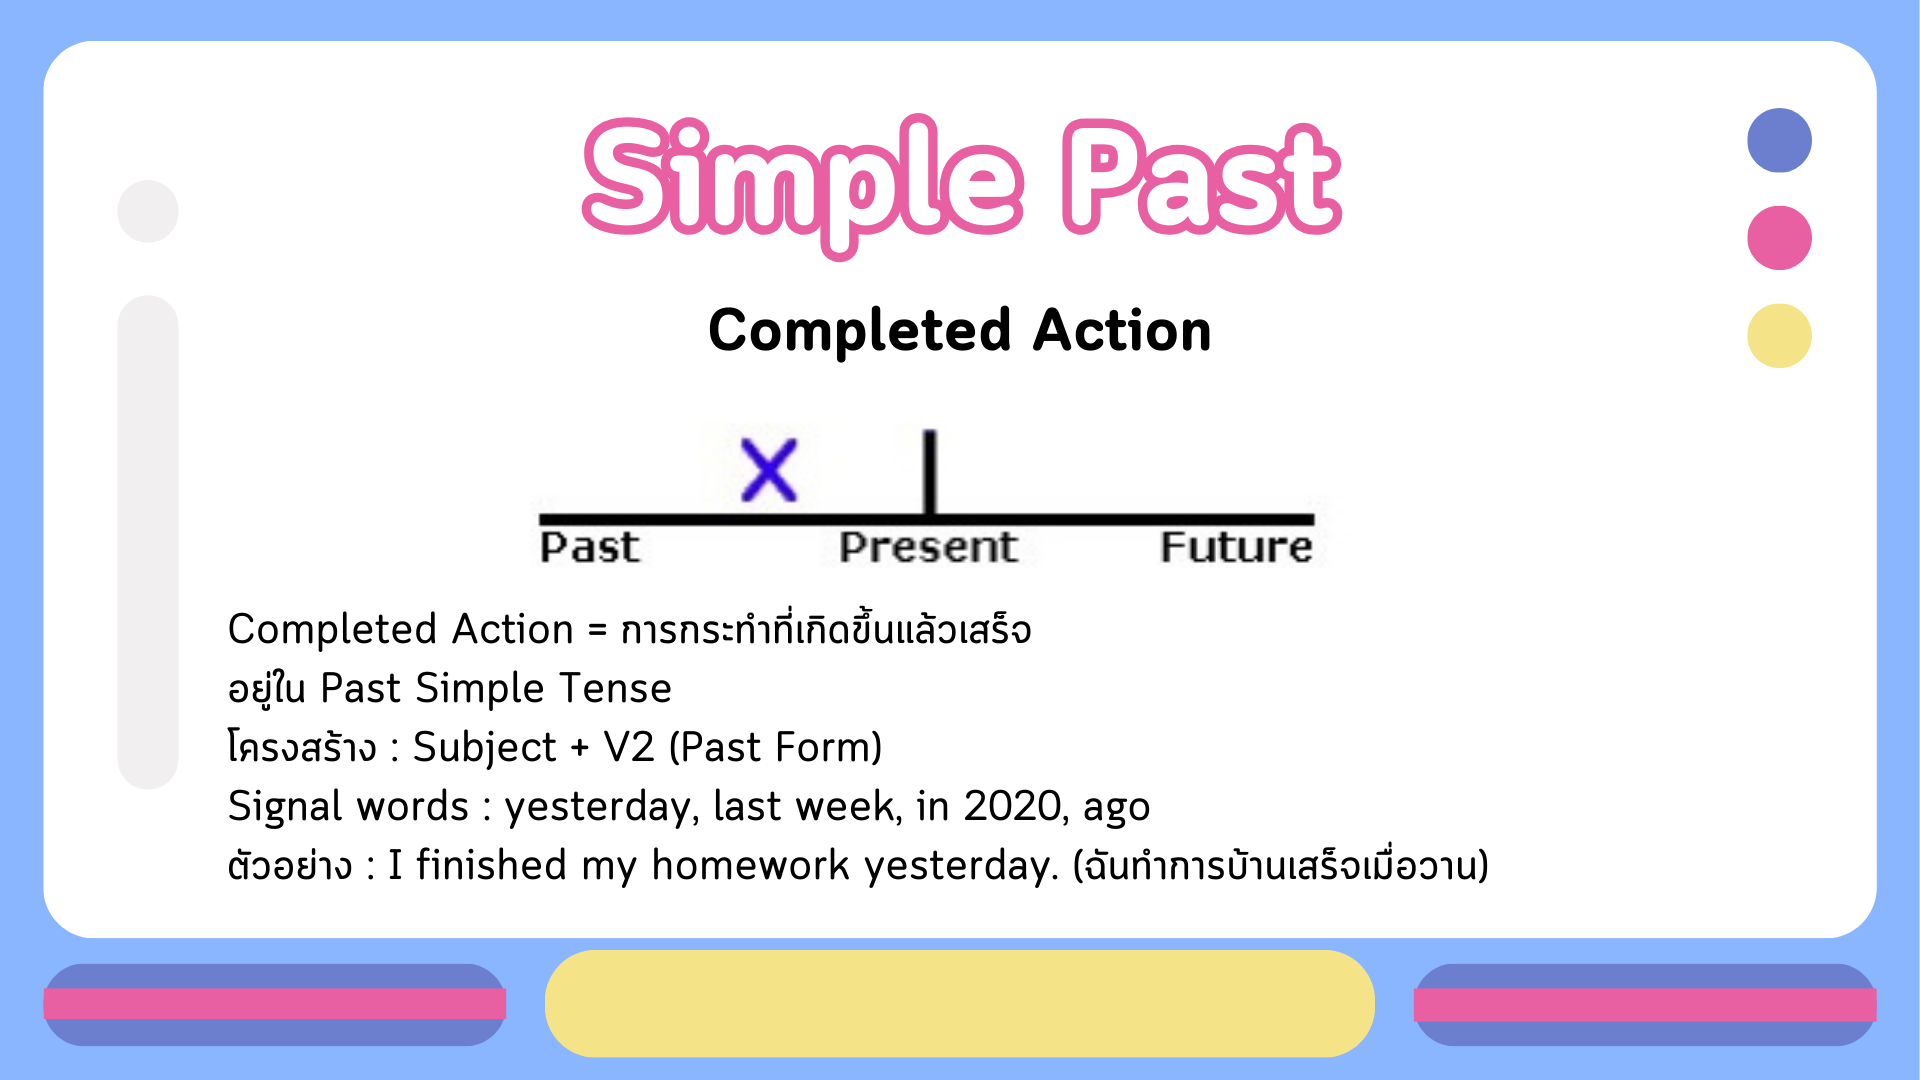 Simple Past
Completed Action
X
Past Present Future
Completed Action = การกระทำที่เกิดขึ้นแล้วเสร็จ
อยู่ใน Past Simple Tense
โครงสร้าง : Subject + V2 (Past Form)
Signal words : yesterday, last week, in 2020, ago
ตัวอย่าง : I finished my homework yesterday. (ฉันทำการบ้านเสร็จเมื่อวาน)